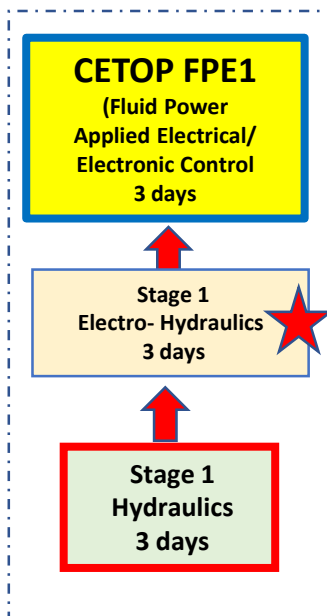 CETOP FPE1
(Fluid Power
Applied Electrical/
Electronic Control
3 days
Stage 1
Electro- Hydraulics
3 days
Stage 1
Hydraulics
3 days